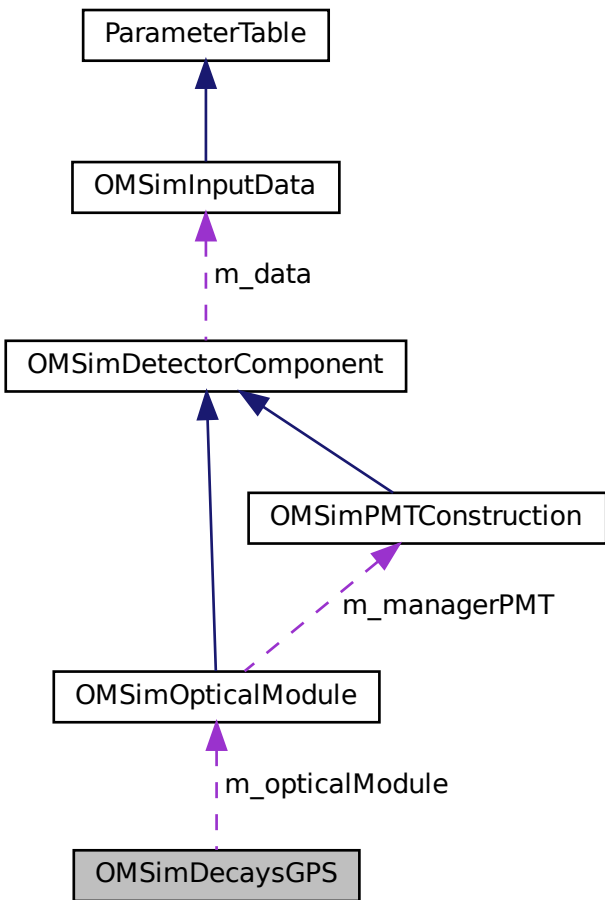 ParameterTable
OMSimInputData
m_data
OMSimDetectorComponent
OMSimPMTConstruction
m_managerPMT
OMSimOpticalModule
m_opticalModule
OMSimDecaysGPS